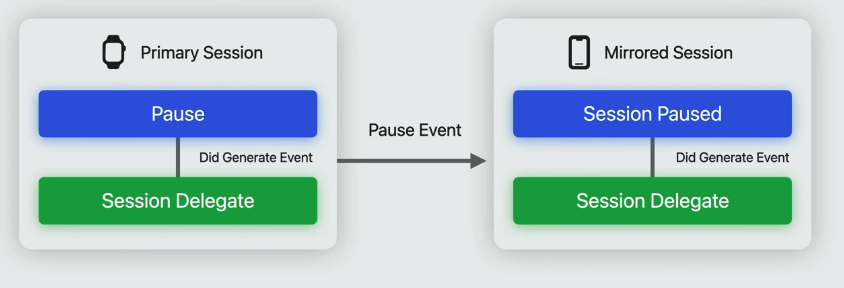 Primary Session
Pause
Did Generate Event
Session Delegate
Pause Event
Mirrored Session
Session Paused
Did Generate Event
Session Delegate